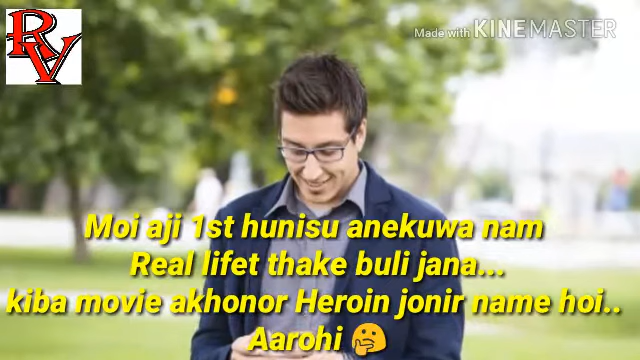 RV
Made with KINEMASTER
Moi aji 1st hunisu anekuwa nam
Real lifet thake buli jana...
kiba movie akhonor Heroin jonir name hoi..
Aarohi 🤔